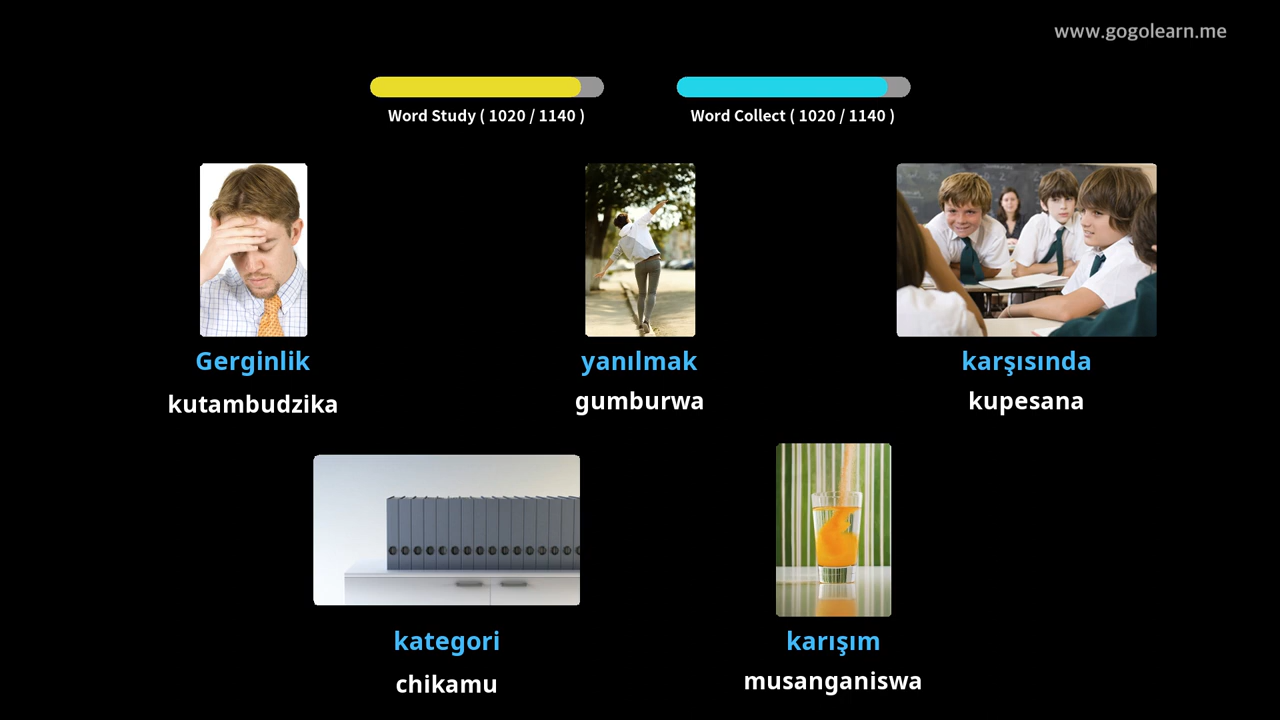 www.gogolearn.me
Word Study ( 1020 / 1140 )
Word Collect ( 1020 / 1140 )
Gerginlik
kutambudzika
yanılmak
gumburwa
karşısında
kupesana
kategori
chikamu
karışım
musanganiswa